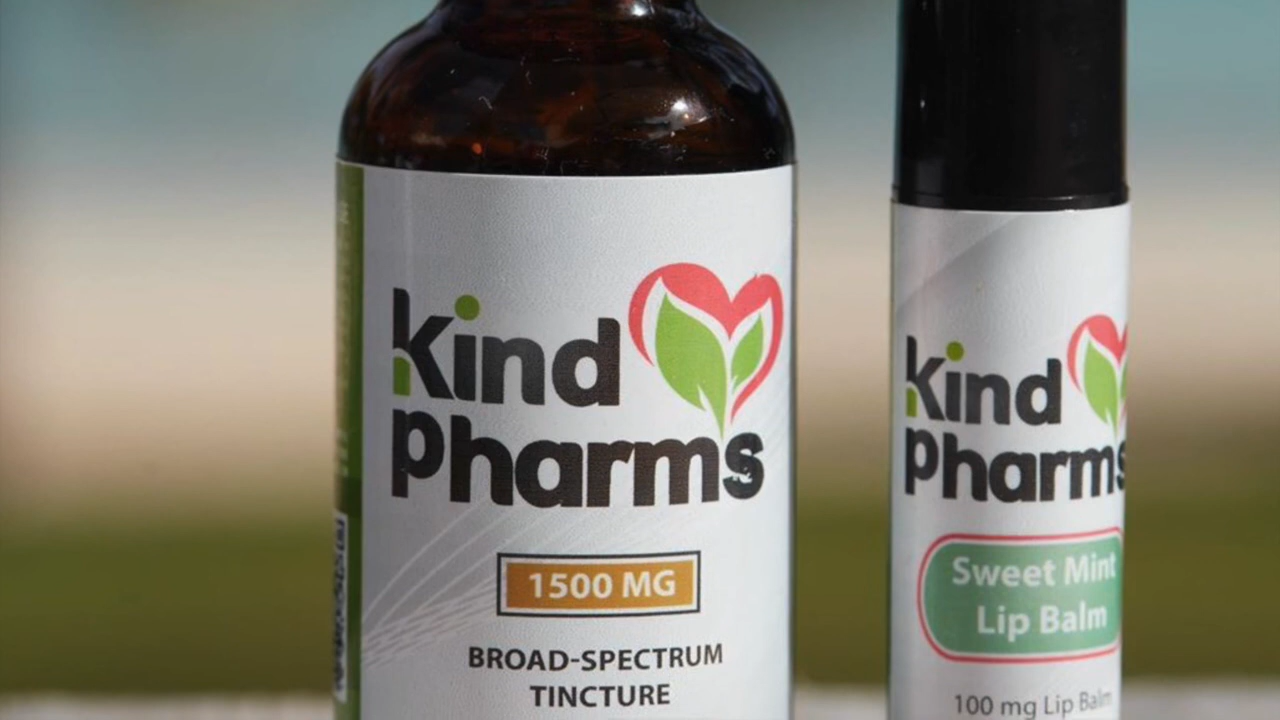 Kind
Pharms
1500 MG
BROAD-SPECTRUM
TINCTURE
Kind
Pharms
Sweet Mint
Lip Balm
100 mg Lip Balm